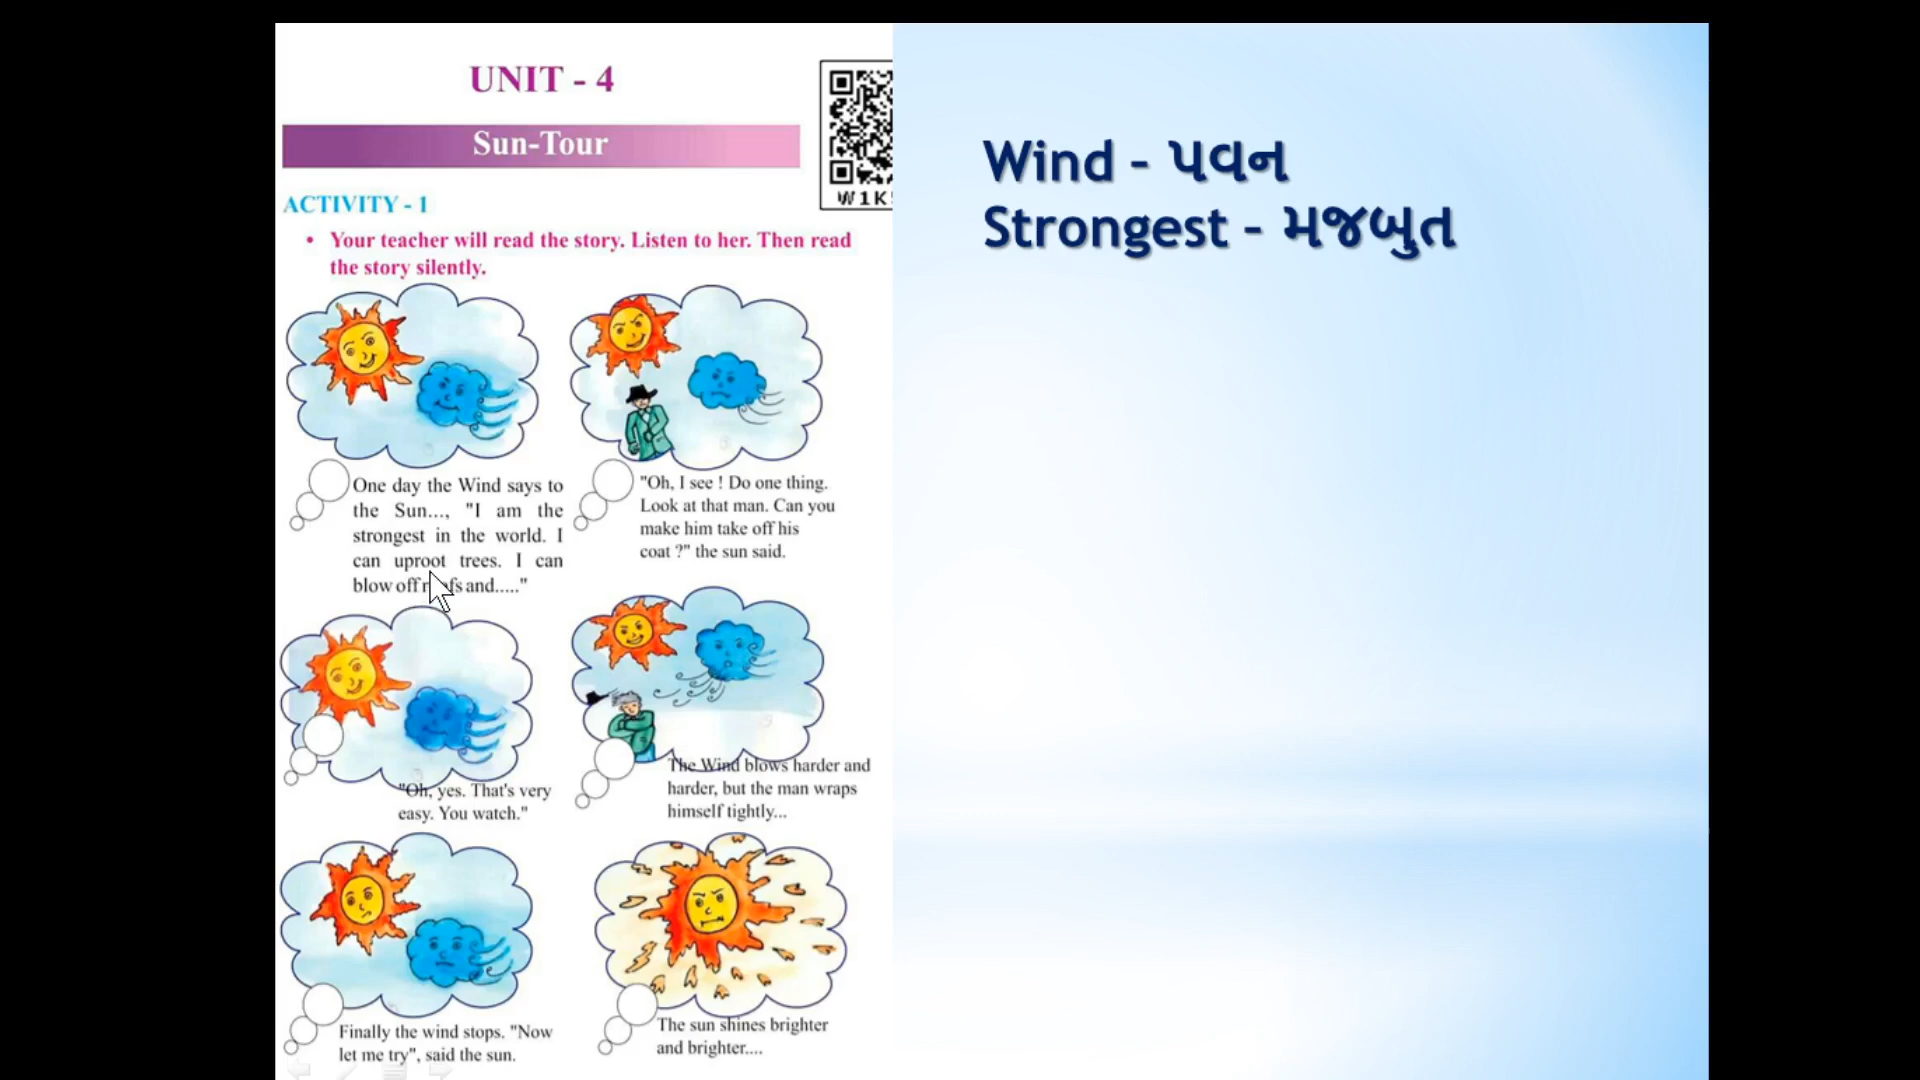 UNIT - 4
Sun-Tour
ACTIVITY - 1
• Your teacher will read the story. Listen to her. Then read
the story silently.
One day the Wind says to
the Sun..., "I am the
strongest in the world. I
can uproot trees. I can
blow off and....."
"Oh, I see ! Do one thing.
Look at that man. Can you
make him take off his
coat ?" the sun said.
"Oh, yes. That's very
easy. You watch."
The Wind blows harder and
harder, but the man wraps
himself tightly...
Finally the wind stops. "Now
let me try", said the sun.
The sun shines brighter
and brighter....
Wind - પવન
Strongest - મજબુત